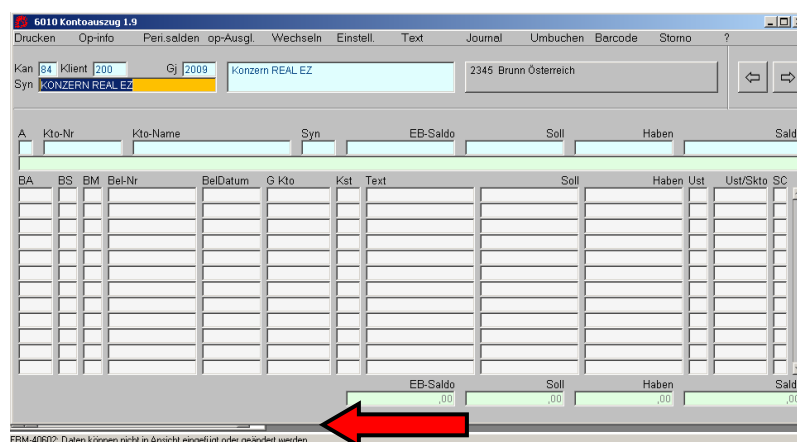 6010 Kontoauszug 1.9
Drucken Op-info Peri.salden op-Ausgl. Wechseln Einstell. Text Journal Umbuchen Barcode Storno ?
Kan 84 Klient 200 Gj 2009 Konzern REAL EZ 2345 Brunn Österreich
Syn KONZERN REAL EZ
A Kto-Nr Kto-Name Syn EB-Saldo Soll Haben Sald
BA BS BM Bel-Nr BelDatum G Kto Kst Text Soll Haben Ust Ust/Skto SC
EB-Saldo Soll Haben Sald
,00 ,00 ,00 ,00
FRM-40602: Daten können nicht in Ansicht eingefügt oder geändert werden